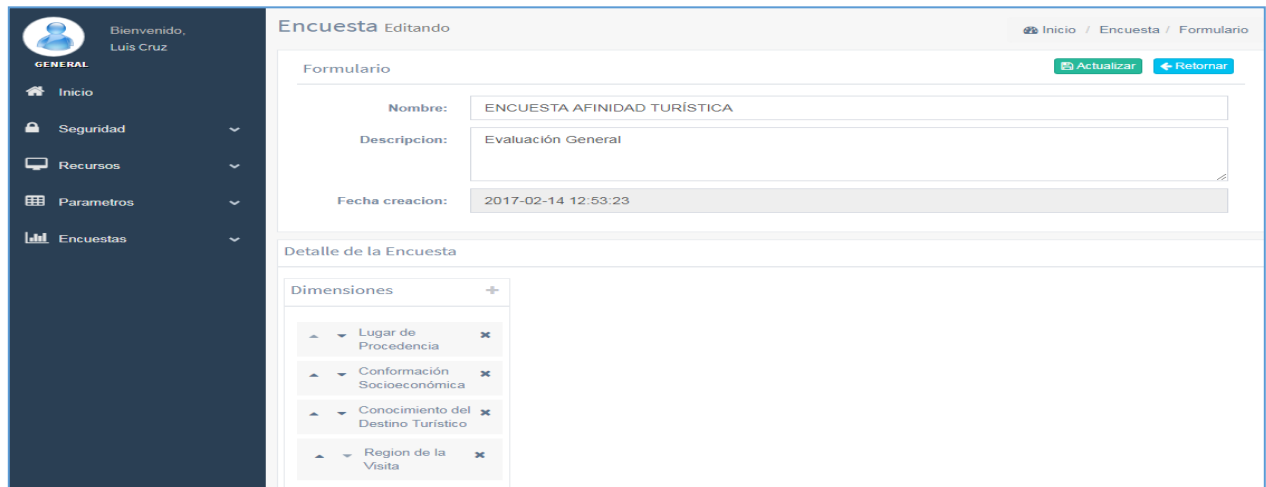 Bienvenido,
Luis Cruz
GENERAL
Inicio
Seguridad
Recursos
Parametros
Encuestas
Encuesta Editando
Inicio / Encuesta / Formulario
Formulario
Actualizar
Retornar
Nombre:
ENCUESTA AFINIDAD TURÍSTICA
Descripcion:
Evaluación General
Fecha creacion:
2017-02-14 12:53:23
Detalle de la Encuesta
Dimensiones
Lugar de
Procedencia
Conformación
Socioeconómica
Conocimiento del
Destino Turístico
Region de la
Visita